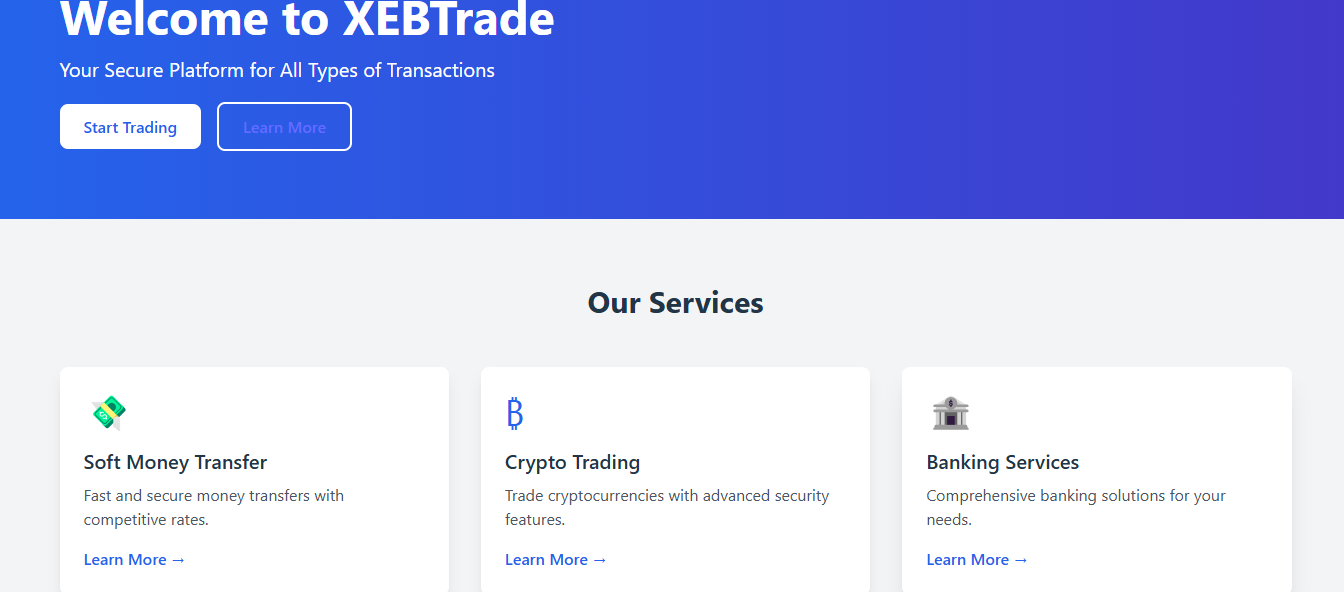 Welcome to XEBTrade
Your Secure Platform for All Types of Transactions
Start Trading
Learn More
Our Services
Soft Money Transfer
Fast and secure money transfers with
competitive rates.
Learn More →
Crypto Trading
Trade cryptocurrencies with advanced security
features.
Learn More →
Banking Services
Comprehensive banking solutions for your
needs.
Learn More →